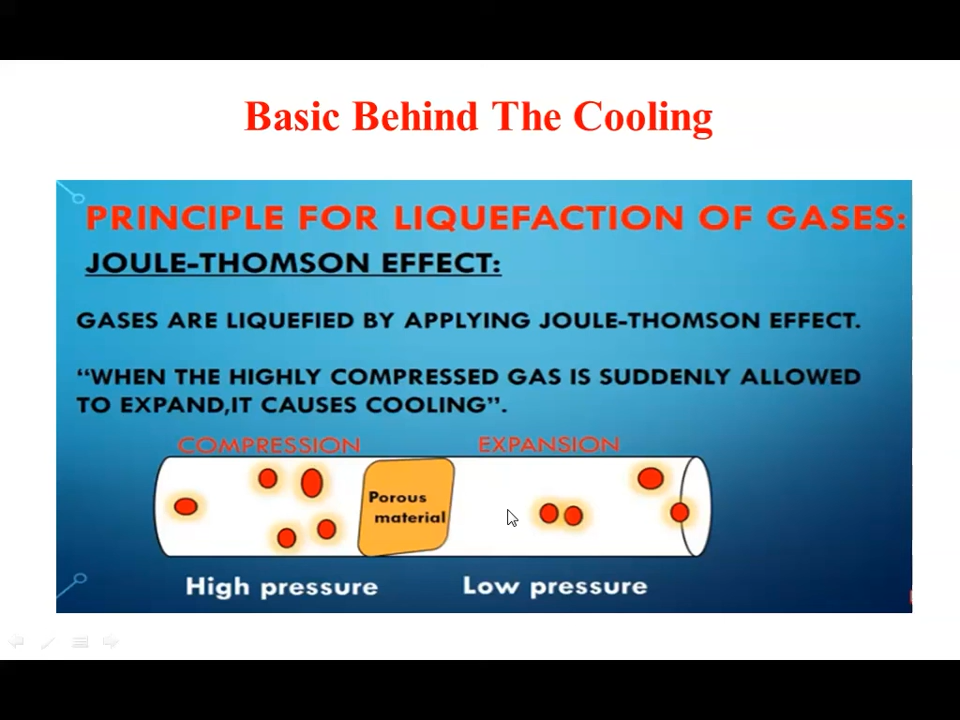 Basic Behind The Cooling
PRINCIPLE FOR LIQUEFACTION OF GASES:
JOULE-THOMSON EFFECT:
GASES ARE LIQUEFIED BY APPLYING JOULE-THOMSON EFFECT.
“WHEN THE HIGHLY COMPRESSED GAS IS SUDDENLY ALLOWED
TO EXPAND,IT CAUSES COOLING”.
COMPRESSION
EXPANSION
Porous
material
High pressure
Low pressure